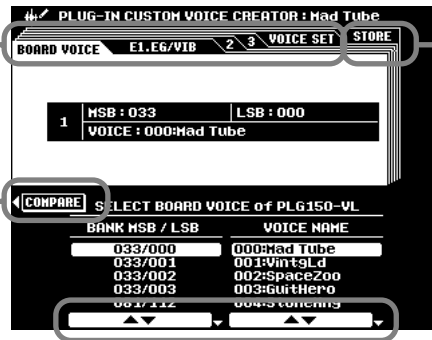 PLUG-IN CUSTOM VOICE CREATOR : Mad Tube
BOARD VOICE E1.EG/VIB 2 3 VOICE SET STORE
1 MSB : 033 LSB : 000
VOICE : 000:Mad Tube
COMPARE SELECT BOARD VOICE of PLG150-VL
BANK MSB / LSB VOICE NAME
033/000 000:Mad Tube
033/001 001:VintgLd
033/002 002:SpaceZoo
033/003 003:GuitHero